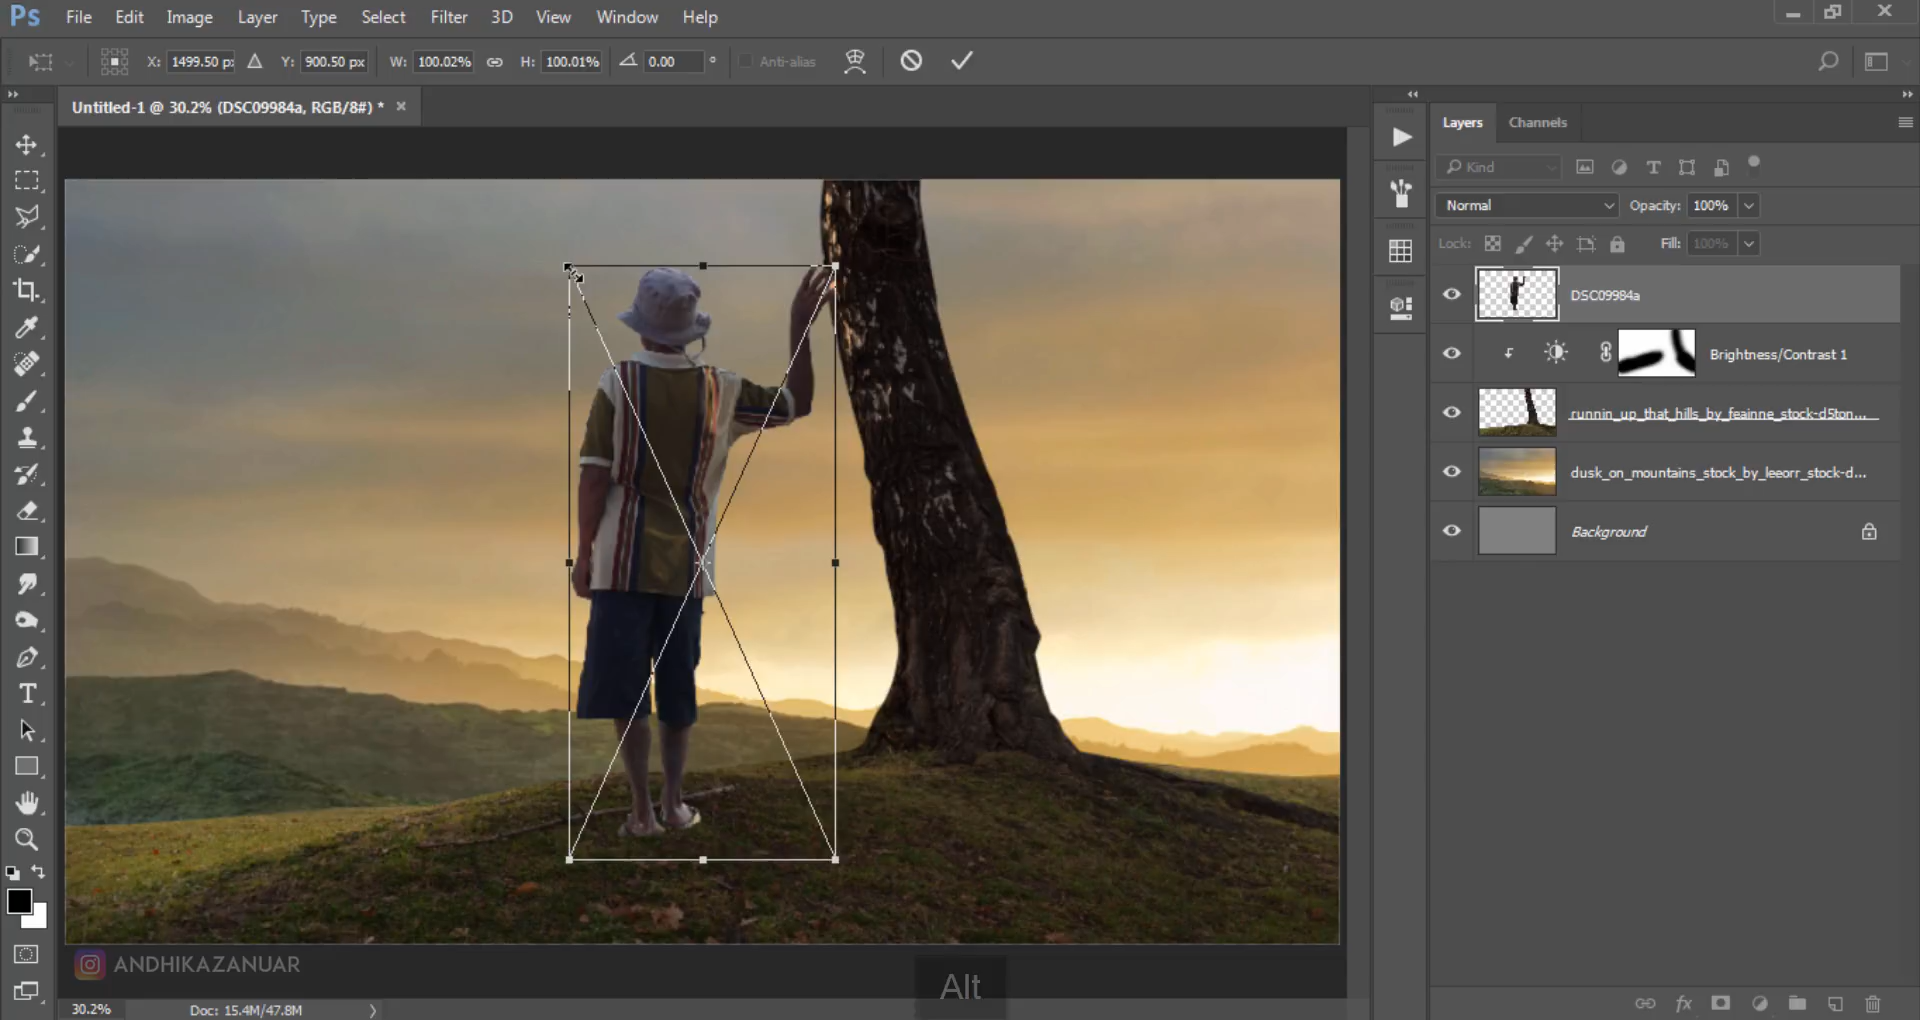 Ps File Edit Image Layer Type Select Filter 3D View Window Help
X: 1499.50 px Y: 900.50 px W: 100.02% H: 100.01% 0.00 ° Anti-alias
Untitled-1 @ 30.2% (DSC09984a, RGB/8#) *
Layers Channels
Kind
Normal Opacity: 100%
Lock: Fill: 100%
DSC09984a
Brightness/Contrast 1
runnin_up_that_hills_by_feainne_stock-d5ton...
dusk_on_mountains_stock_by_leeorr_stock-d...
Background
ANDHIKAZANUAR
Alt
30.2% Doc: 15.4M/47.8M